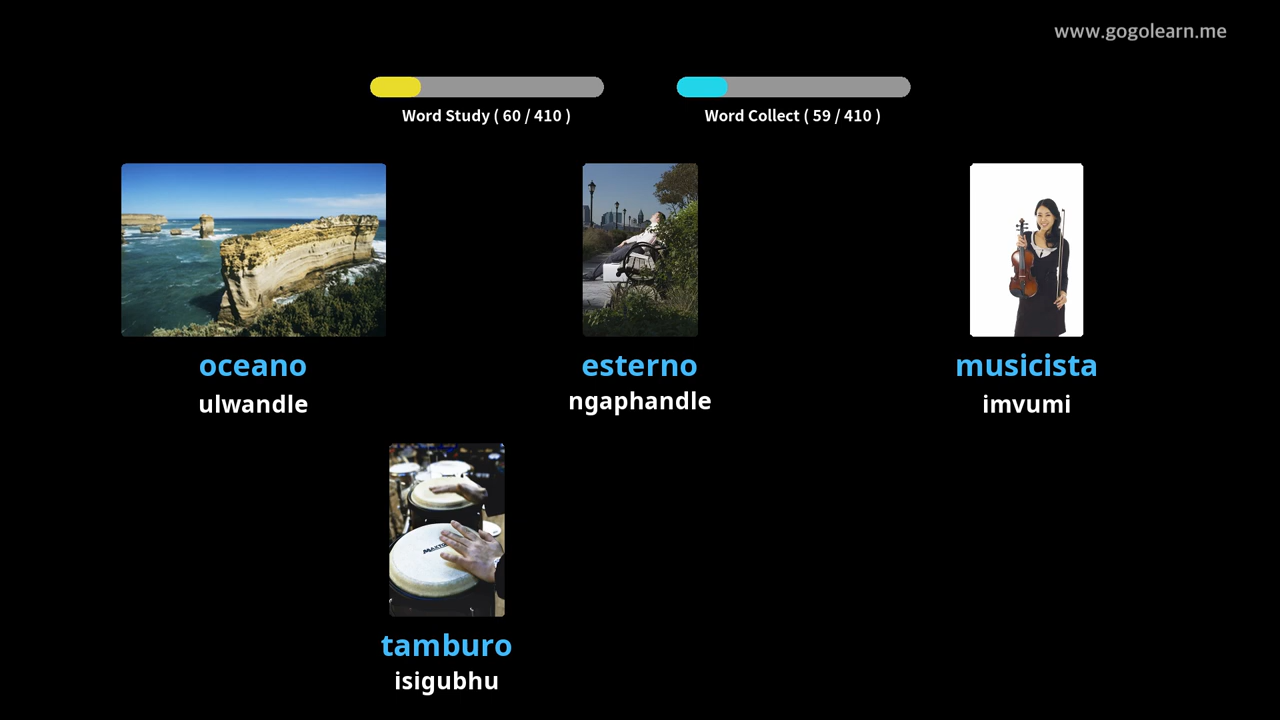 www.gogolearn.me
Word Study ( 60 / 410 )
Word Collect ( 59 / 410 )
oceano
ulwandle
esterno
ngaphandle
musicista
imvumi
tamburo
isigubhu